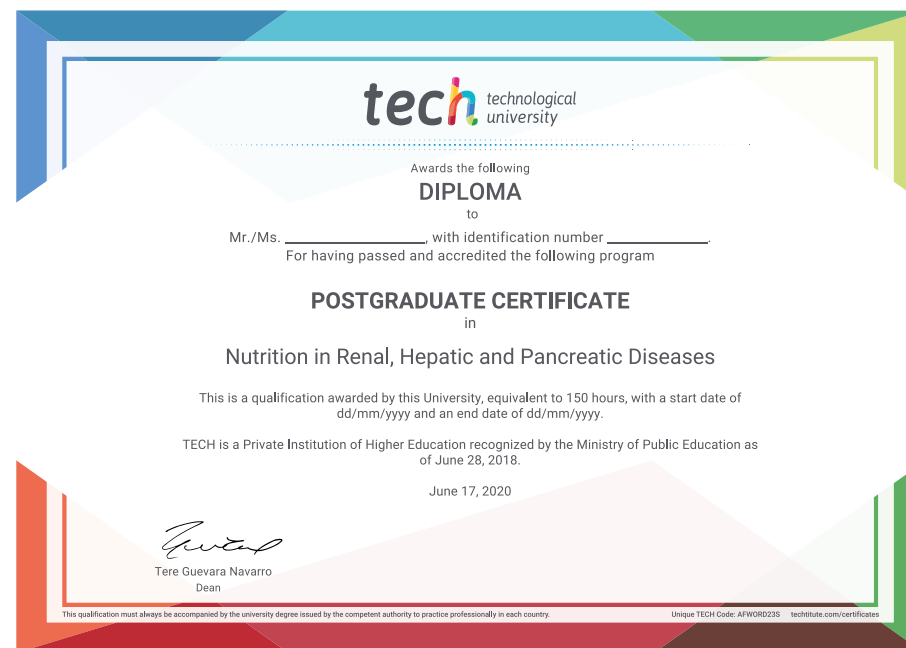 tech technological
university
Awards the following
DIPLOMA
to
Mr./Ms. ____________________, with identification number ______________.
For having passed and accredited the following program
POSTGRADUATE CERTIFICATE
in
Nutrition in Renal, Hepatic and Pancreatic Diseases
This is a qualification awarded by this University, equivalent to 150 hours, with a start date of
dd/mm/yyyy and an end date of dd/mm/yyyy.
TECH is a Private Institution of Higher Education recognized by the Ministry of Public Education as
of June 28, 2018.
June 17, 2020
Tere Guevara Navarro
Dean
This qualification must always be accompanied by the university degree issued by the competent authority to practice professionally in each country.
Unique TECH Code: AFWORD23S techtitute.com/certificates